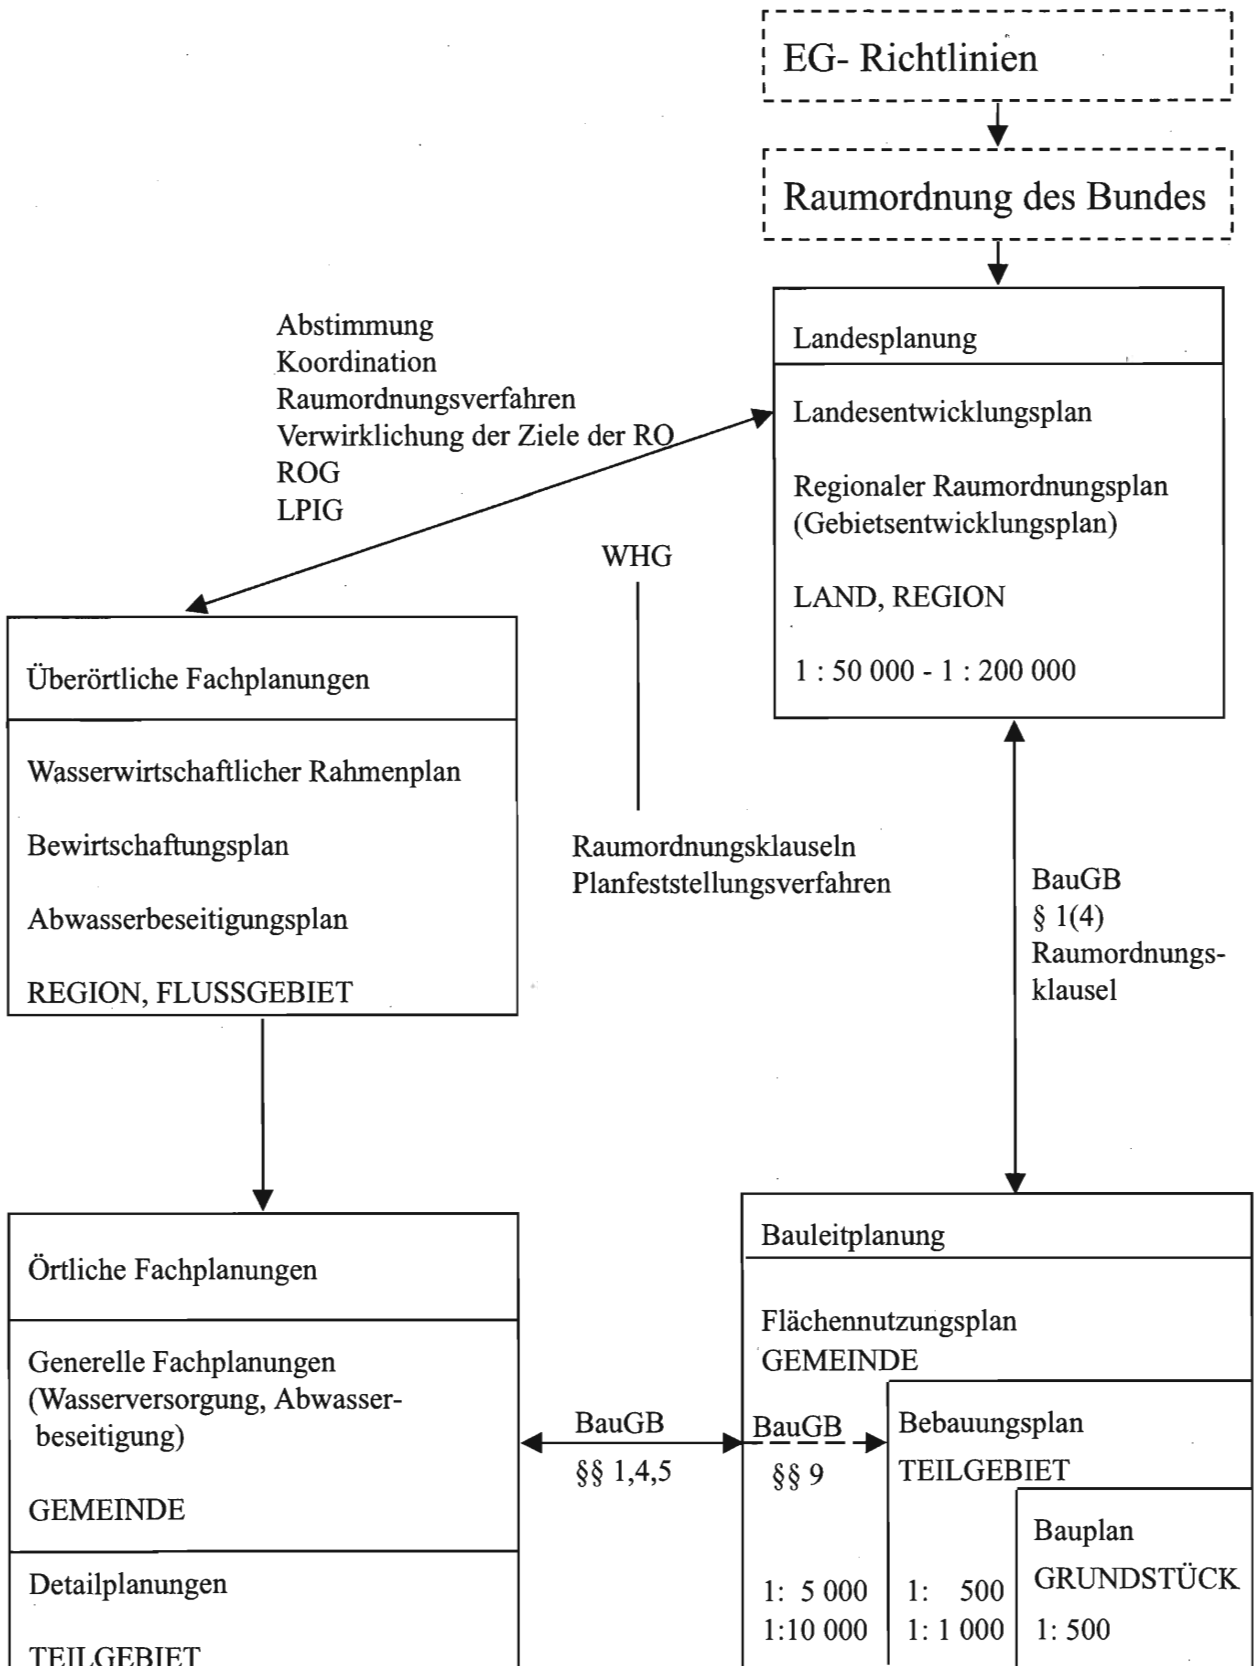 EG- Richtlinien
Raumordnung des Bundes
Abstimmung
Koordination
Raumordnungsverfahren
Verwirklichung der Ziele der RO
ROG
LPIG
Landesplanung
Landesentwicklungsplan
Regionaler Raumordnungsplan
(Gebietsentwicklungsplan)
LAND, REGION
1 : 50 000 - 1 : 200 000
WHG
Raumordnungsklauseln
Planfeststellungsverfahren
Überörtliche Fachplanungen
Wasserwirtschaftlicher Rahmenplan
Bewirtschaftungsplan
Abwasserbeseitigungsplan
REGION, FLUSSGEBIET
BauGB
§ 1(4)
Raumordnungs-
klausel
Örtliche Fachplanungen
Generelle Fachplanungen
(Wasserversorgung, Abwasser-
beseitigung)
GEMEINDE
Detailplanungen
TEILGEBIET
BauGB
§§ 1,4,5
Bauleitplanung
Flächennutzungsplan
GEMEINDE
BauGB
§§ 9
1: 5 000
1:10 000
Bebauungsplan
TEILGEBIET
1: 500
1: 1 000
Bauplan
GRUNDSTÜCK
1: 500